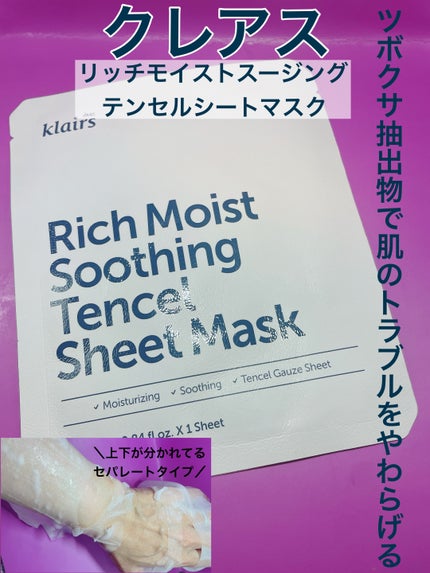 クレアス
リッチモイストスージング
テンセルシートマスク
ツボクサ抽出物で肌のトラブルをやわらげる
klairs
Rich Moist
Soothing
Tencel
Sheet Mask
✓ Moisturizing ✓ Soothing ✓ Tencel Gauze Sheet
fl oz. X 1 Sheet
＼上下が分かれてる
セパレートタイプ／